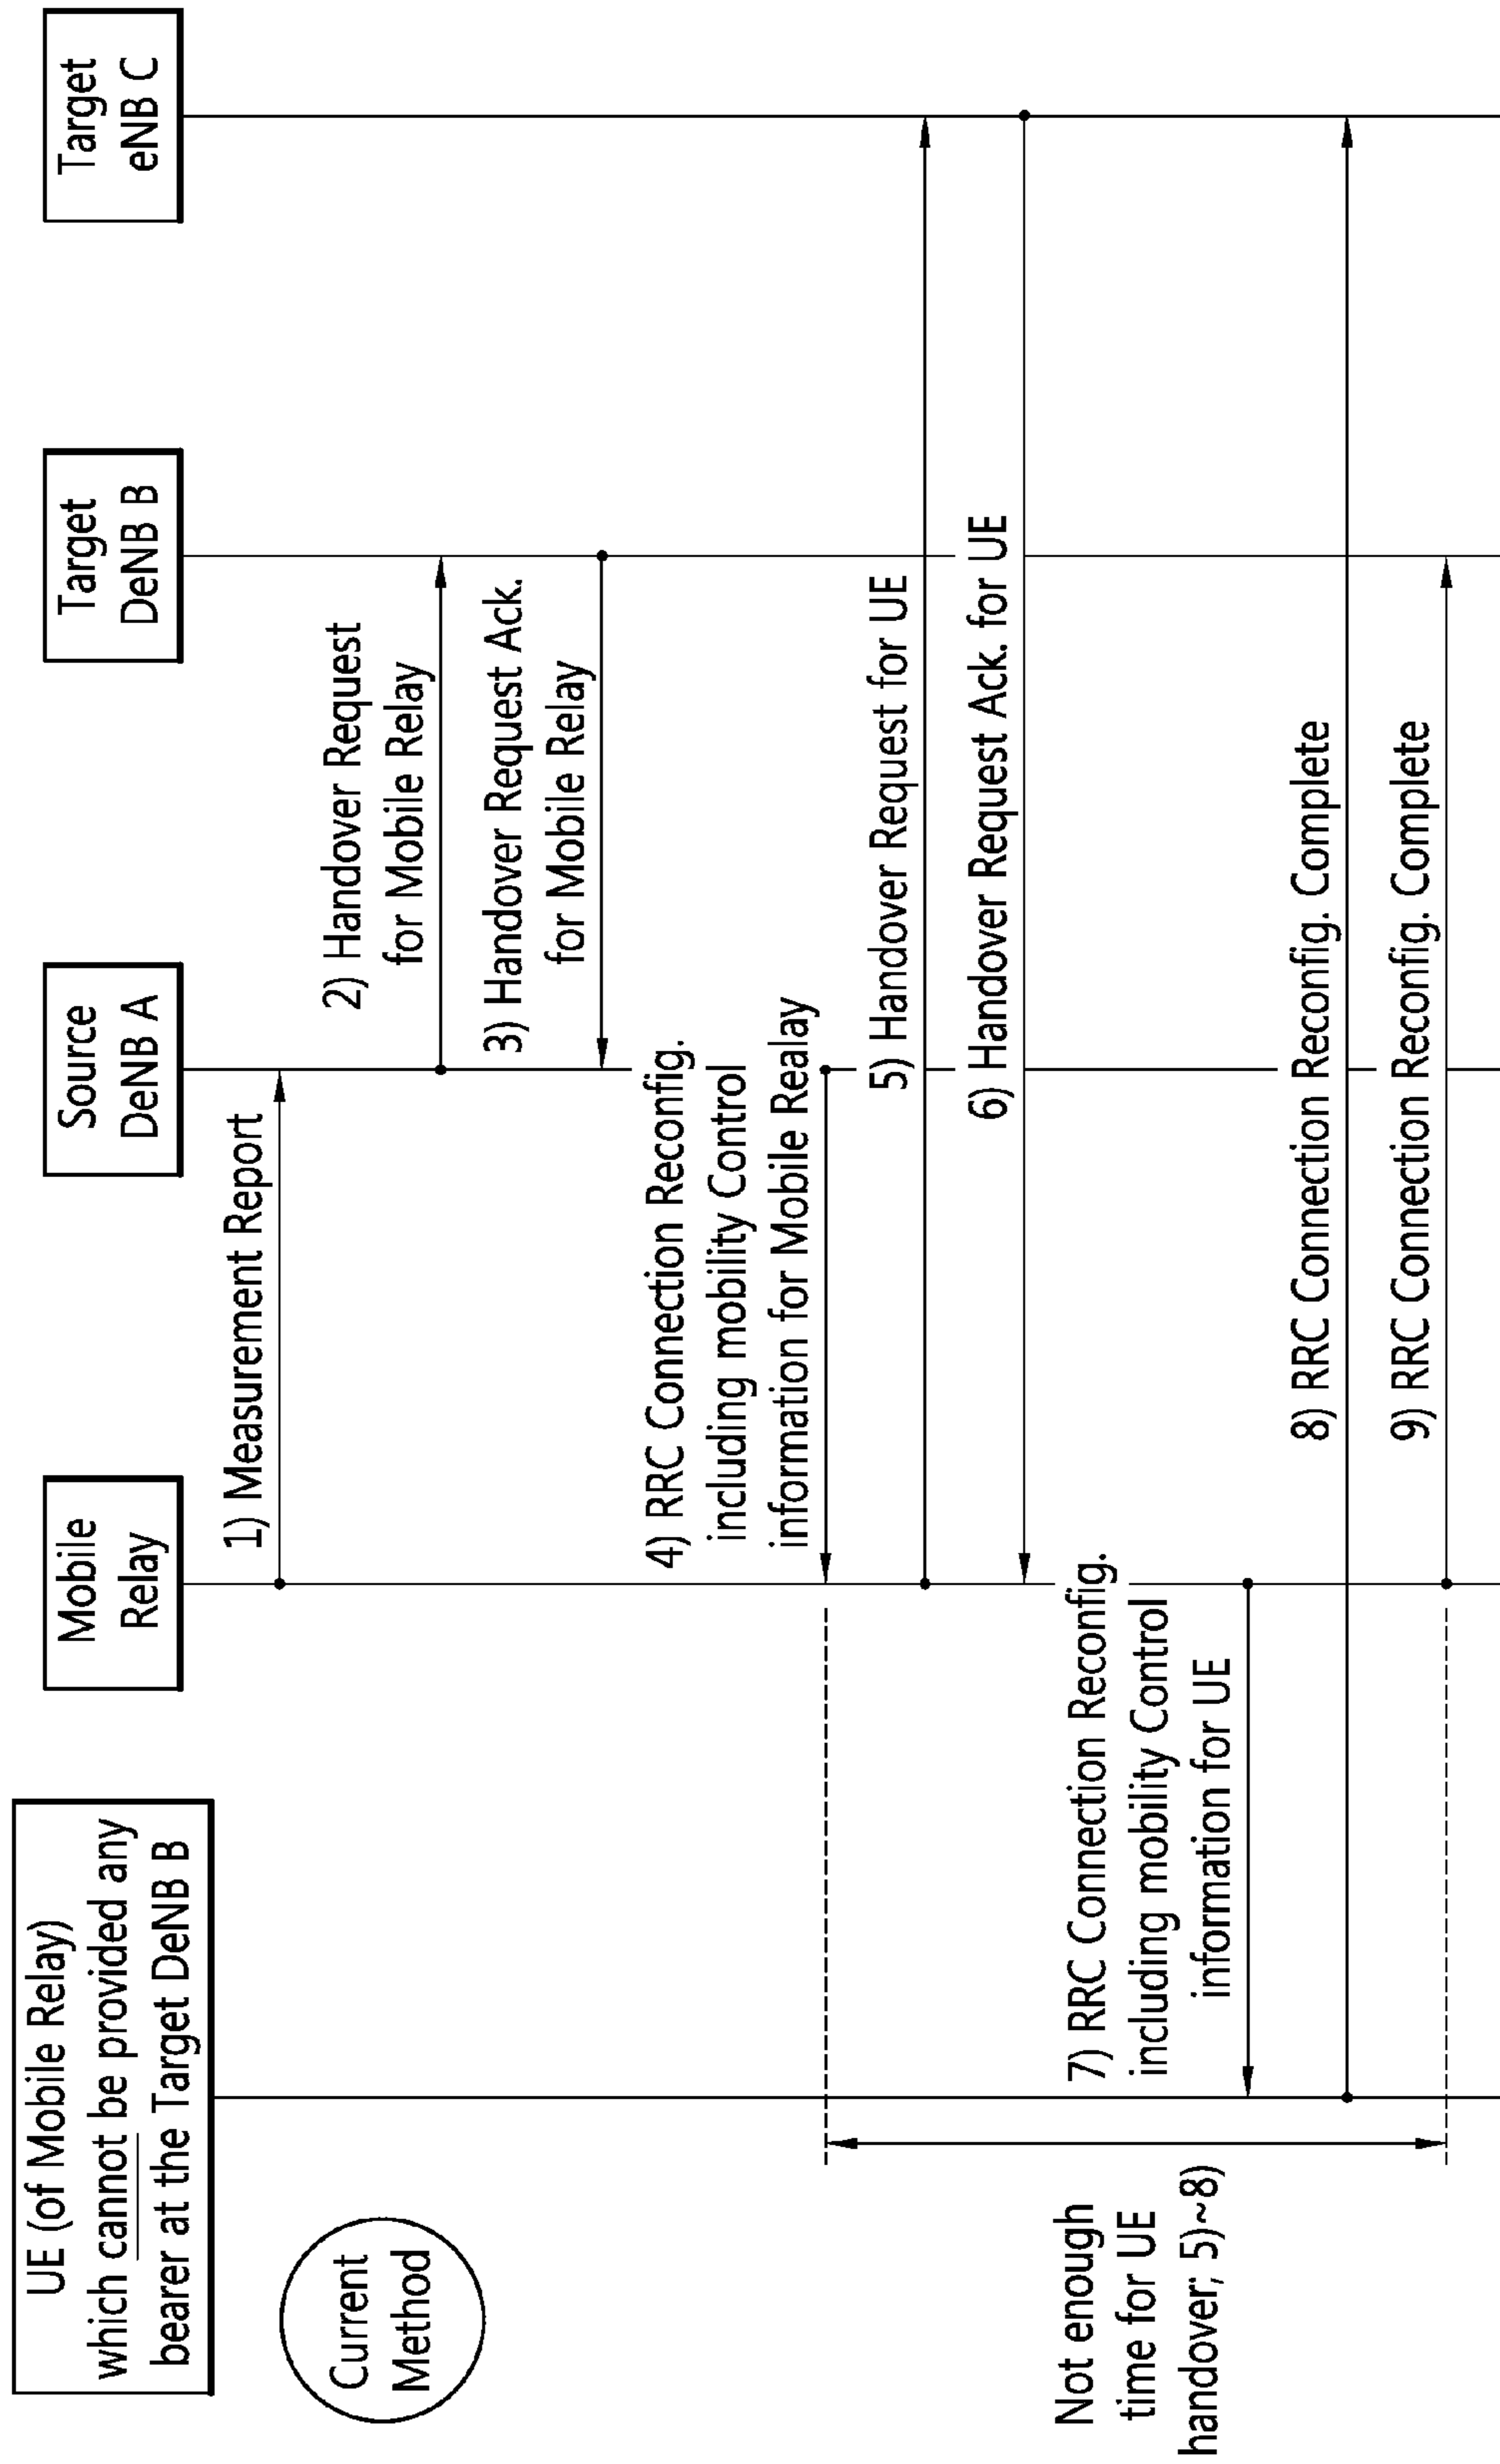 UE (of Mobile Relay)
which cannot be provided any
bearer at the Target DeNB B
Mobile
Relay
Source
DeNB A
Target
DeNB B
Target
eNB C
Current
Method
1) Measurement Report
2) Handover Request
for Mobile Relay
3) Handover Request Ack.
for Mobile Relay
4) RRC Connection Reconfig.
including mobility Control
information for Mobile Realay
5) Handover Request for UE
6) Handover Request Ack. for UE
7) RRC Connection Reconfig.
including mobility Control
information for UE
8) RRC Connection Reconfig. Complete
9) RRC Connection Reconfig. Complete
Not enough
time for UE
handover; 5)~8)